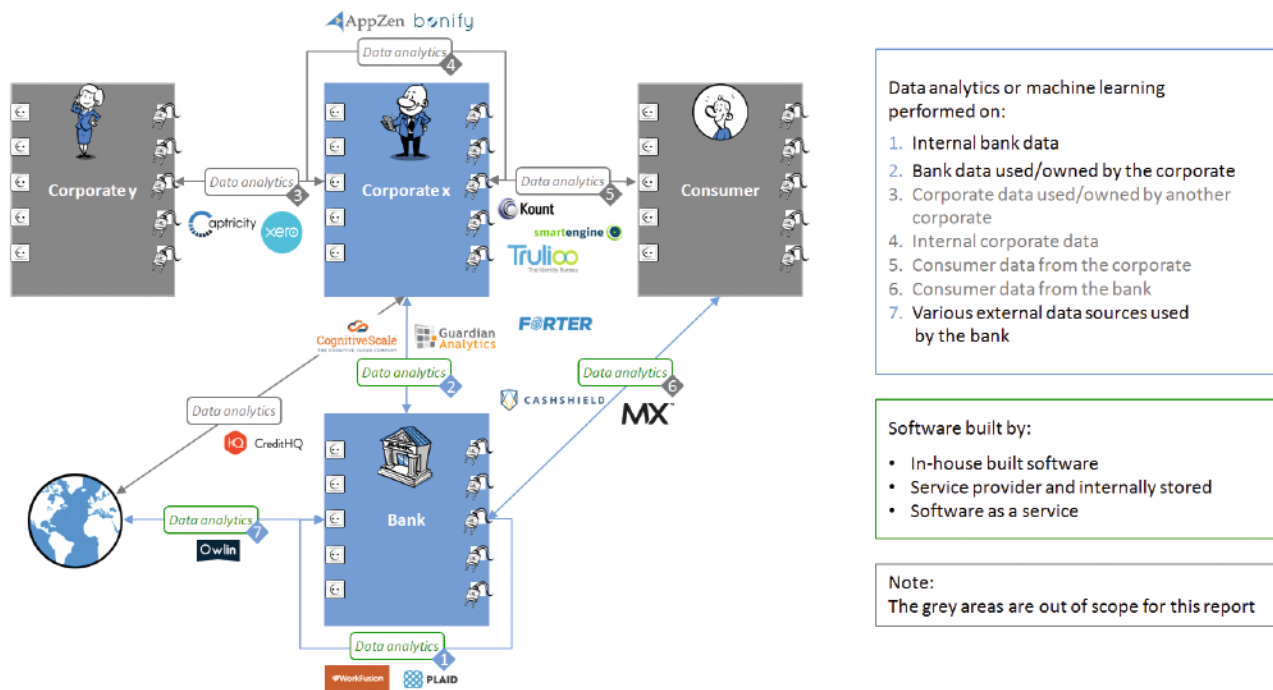 AppZen bonify
Data analytics
4
Corporate y
Corporate x
Consumer
Data analytics
3
Data analytics
5
Captricity
xero
Kount
smartengine
Trulioo
The Identity Bureau
CognitiveScale
THE COGNITIVE CLOUD COMPANY
Guardian
Analytics
FORTER
Data analytics
2
Data analytics
6
CASHSHIELD
MX™
Data analytics
HQ CreditHQ
Bank
Data analytics
7
Owlin
Data analytics
1
WorkFusion
PLAID
Data analytics or machine learning
performed on:
1. Internal bank data
2. Bank data used/owned by the corporate
3. Corporate data used/owned by another
corporate
4. Internal corporate data
5. Consumer data from the corporate
6. Consumer data from the bank
7. Various external data sources used
by the bank
Software built by:
• In-house built software
• Service provider and internally stored
• Software as a service
Note:
The grey areas are out of scope for this report